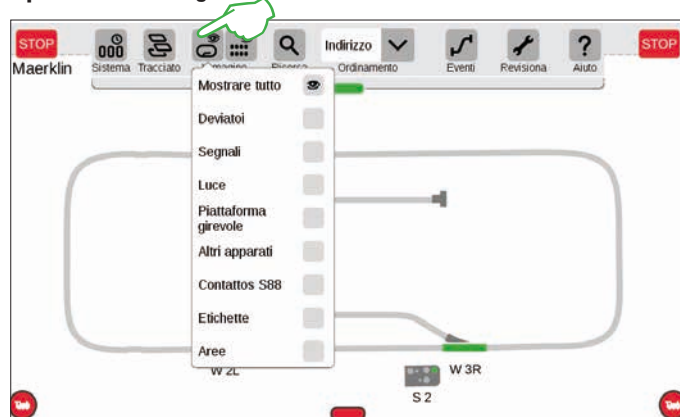 STOP
000
Indirizzo
?
STOP
Maerklin
Sistema
Tracciato
Ordinamento
Eventi
Revisiona
Aiuto
Mostrare tutto
Deviatoi
Segnali
Luce
Piattaforma
girevole
Altri apparati
Contattos S88
Etichette
Aree
W 2L
W 3R
S 2